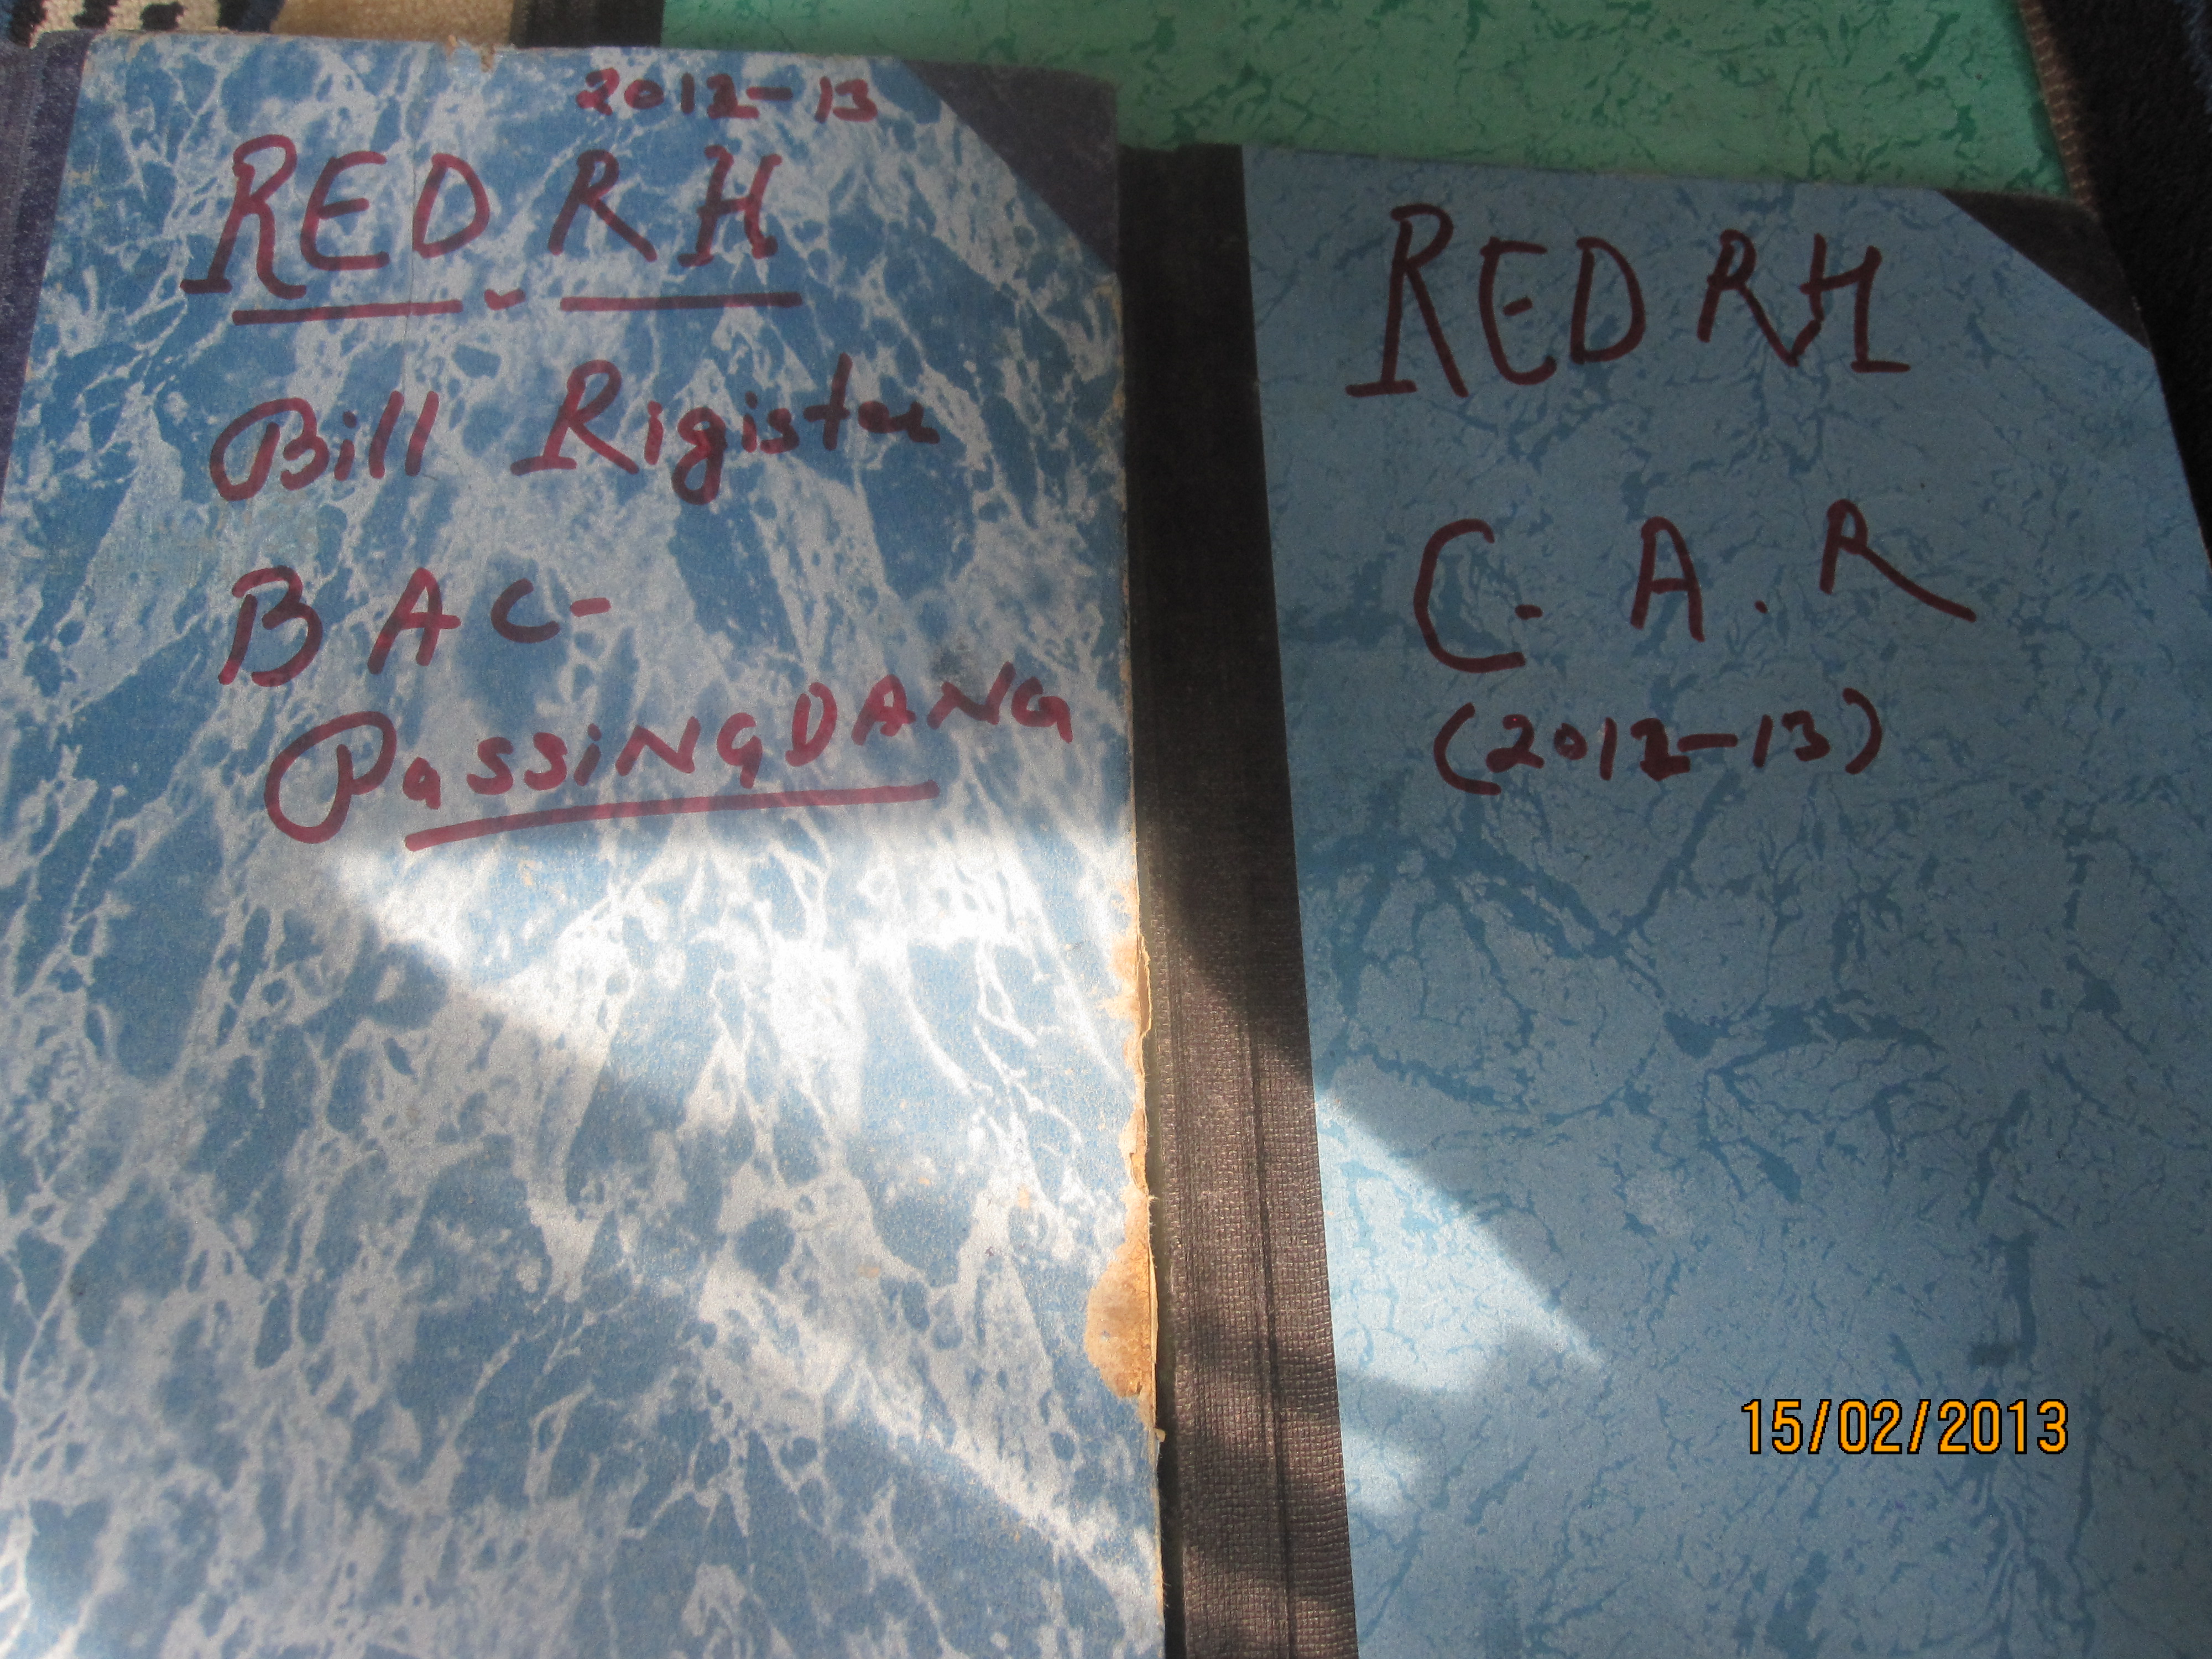 2012-13
RED RH
Bill Rigister
BAC-
PASSiNGDANG
RED RH
C. A. R
(2012-13)
15/02/2013